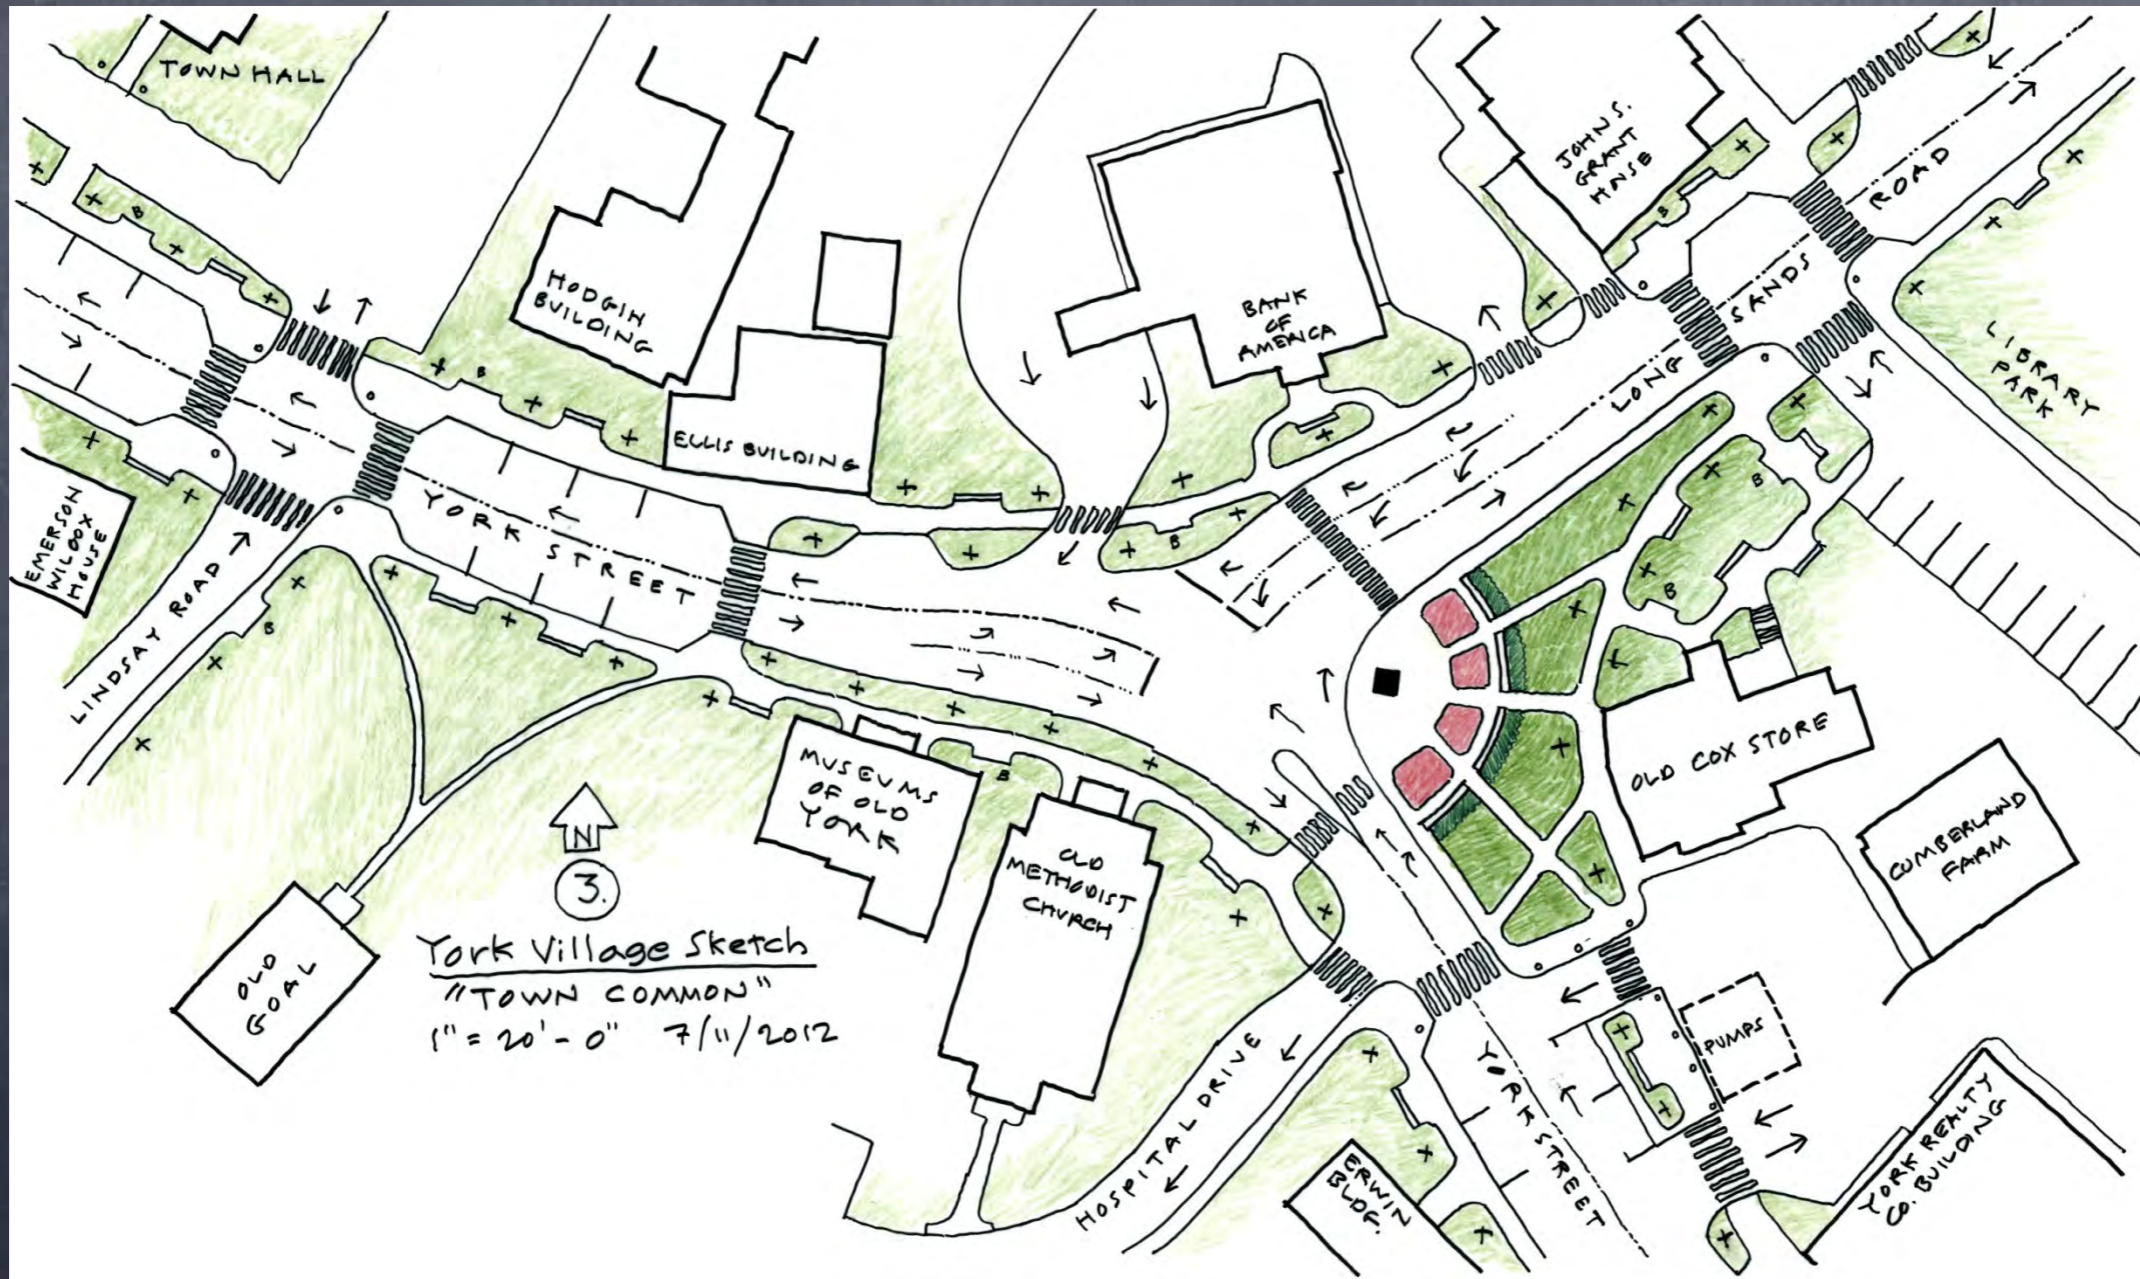 TOWN HALL
HODGIN
BUILDING
ELLIS BUILDING
BANK
OF
AMERICA
JOHN S.
GRANT
HNSE
LONG SANDS ROAD
LIBRARY
PARK
B
B
B
B
B
B
B
B
YORK STREET
EMERSON
WILCOX
HOUSE
LINDSAY ROAD
MUSEUMS
OF OLD
YORK
OLD
METHODIST
CHURCH
OLD COX STORE
CUMBERLAND
FARM
PUMPS
YORK REALTY
CO. BUILDING
YORK STREET
HOSPITAL DRIVE
ERWIN
BLDG.
OLD
GOAL
N
3.
York Village Sketch
"TOWN COMMON"
1" = 20' - 0" 7/11/2012